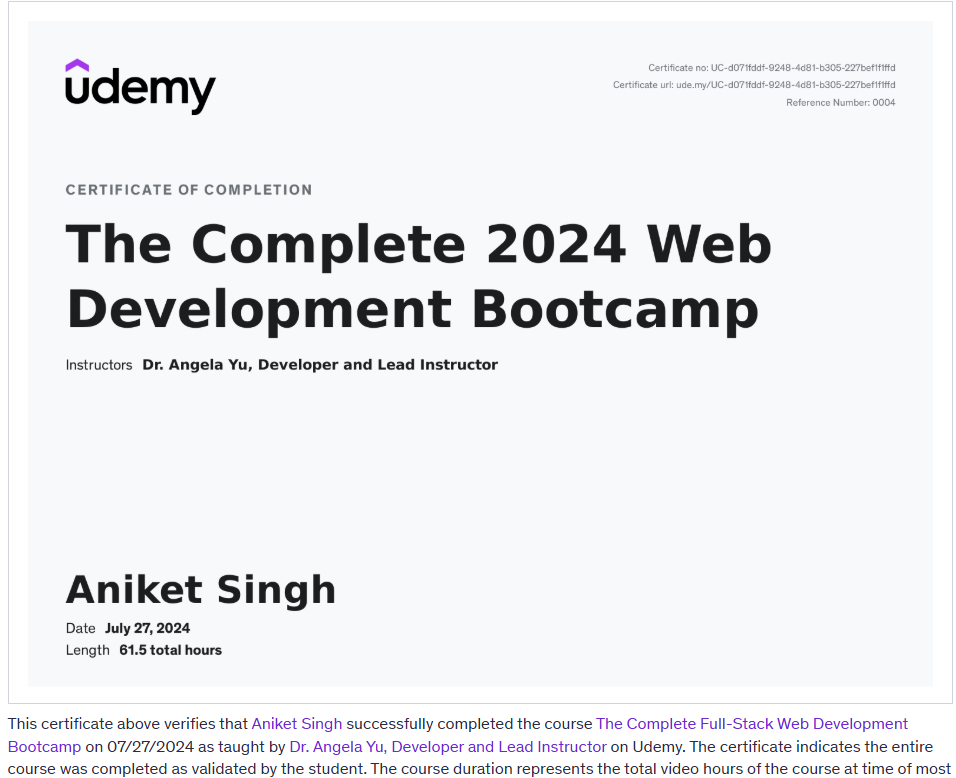 udemy
Certificate no: UC-d071fddf-9248-4d81-b305-227bef1f1ffd
Certificate url: ude.my/UC-d071fddf-9248-4d81-b305-227bef1f1ffd
Reference Number: 0004
CERTIFICATE OF COMPLETION
The Complete 2024 Web
Development Bootcamp
Instructors Dr. Angela Yu, Developer and Lead Instructor
Aniket Singh
Date July 27, 2024
Length 61.5 total hours
This certificate above verifies that Aniket Singh successfully completed the course The Complete Full-Stack Web Development
Bootcamp on 07/27/2024 as taught by Dr. Angela Yu, Developer and Lead Instructor on Udemy. The certificate indicates the entire
course was completed as validated by the student. The course duration represents the total video hours of the course at time of most